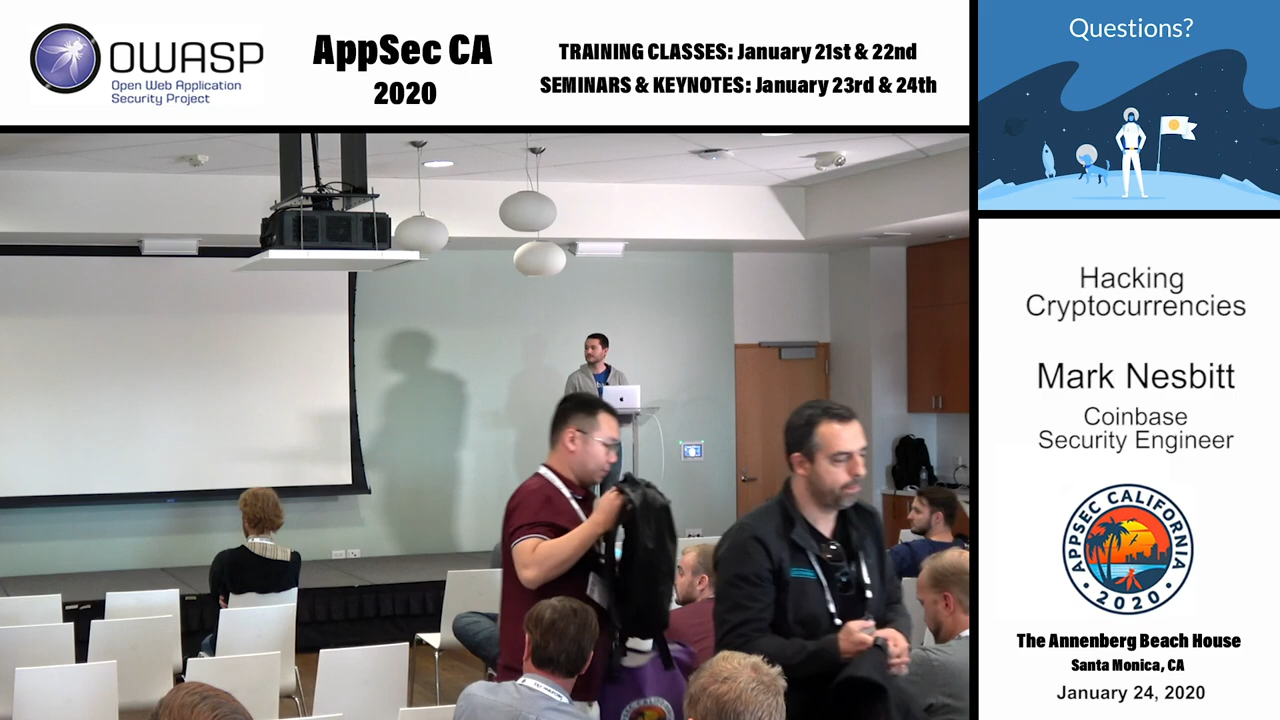 OWASP
Open Web Application
Security Project
AppSec CA
2020
TRAINING CLASSES: January 21st & 22nd
SEMINARS & KEYNOTES: January 23rd & 24th
Questions?
Hacking
Cryptocurrencies
Mark Nesbitt
Coinbase
Security Engineer
APPSEC CALIFORNIA
2020
The Annenberg Beach House
Santa Monica, CA
January 24, 2020